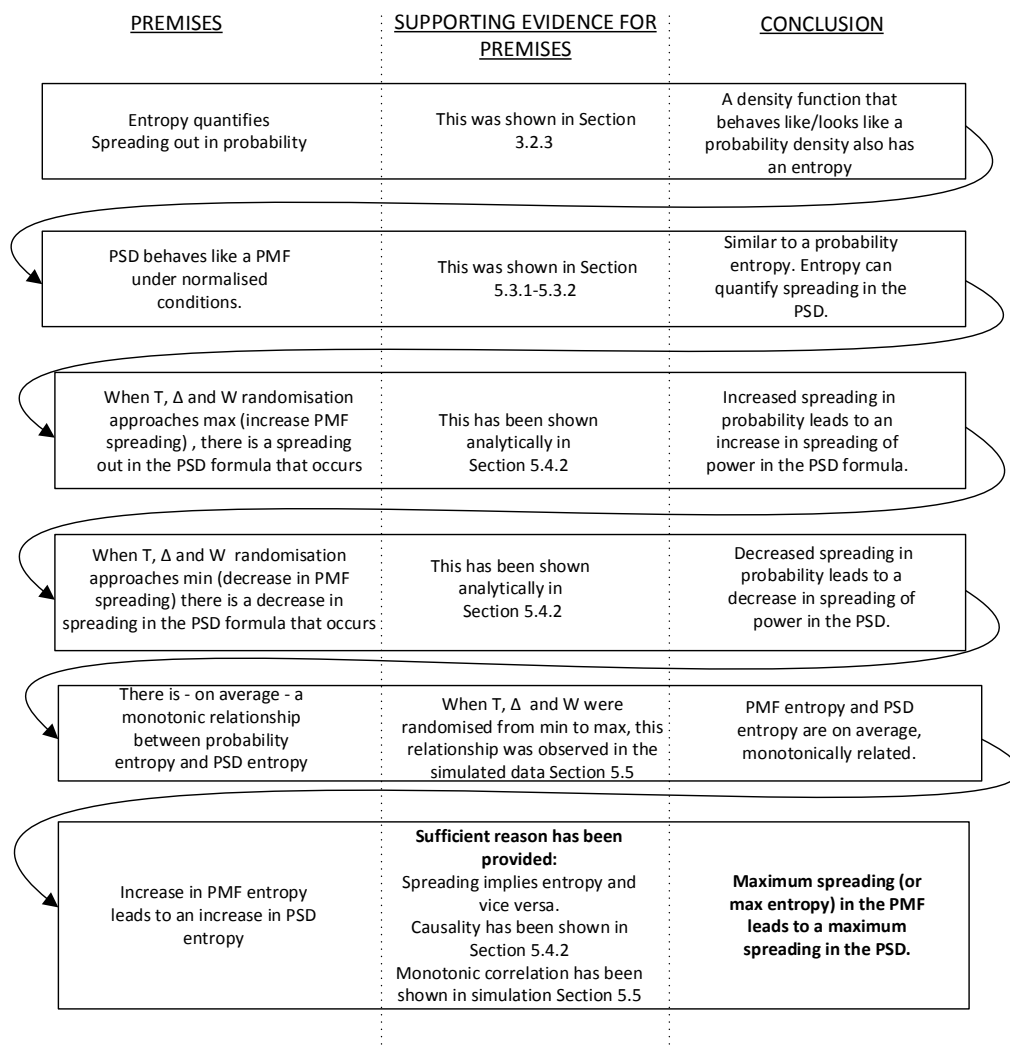 PREMISES
SUPPORTING EVIDENCE FOR
PREMISES
CONCLUSION
Entropy quantifies
Spreading out in probability
This was shown in Section
3.2.3
A density function that
behaves like/looks like a
probability density also has
an entropy
PSD behaves like a PMF
under normalised
conditions.
This was shown in Section
5.3.1-5.3.2
Similar to a probability
entropy. Entropy can
quantify spreading in the
PSD.
When T, Δ and W randomisation
approaches max (increase PMF
spreading) , there is a spreading
out in the PSD formula that occurs
This has been shown
analytically in
Section 5.4.2
Increased spreading in
probability leads to an
increase in spreading of
power in the PSD formula.
When T, Δ and W randomisation
approaches min (decrease in PMF
spreading) there is a decrease in
spreading in the PSD formula that occurs
This has been shown
analytically in
Section 5.4.2
Decreased spreading in
probability leads to a
decrease in spreading of
power in the PSD.
There is - on average - a
monotonic relationship
between probability
entropy and PSD entropy
When T, Δ and W were
randomised from min to max, this
relationship was observed in the
simulated data Section 5.5
PMF entropy and PSD
entropy are on average,
monotonically related.
Increase in PMF entropy
leads to an increase in PSD
entropy
Sufficient reason has been
provided:
Spreading implies entropy and
vice versa.
Causality has been shown in
Section 5.4.2
Monotonic correlation has been
shown in simulation Section 5.5
Maximum spreading (or
max entropy) in the PMF
leads to a maximum
spreading in the PSD.